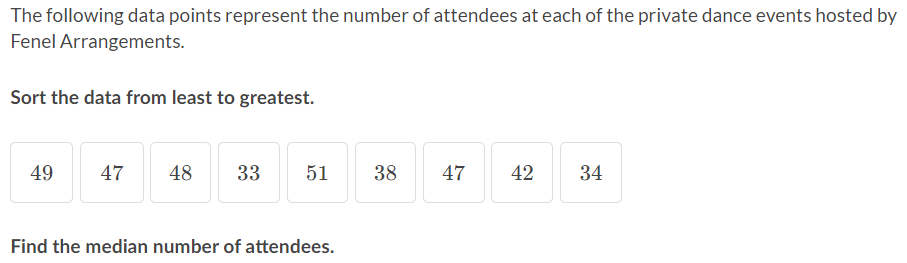 The following data points represent the number of attendees at each of the private dance events hosted by
Fenel Arrangements.
Sort the data from least to greatest.
49 47 48 33 51 38 47 42 34
Find the median number of attendees.